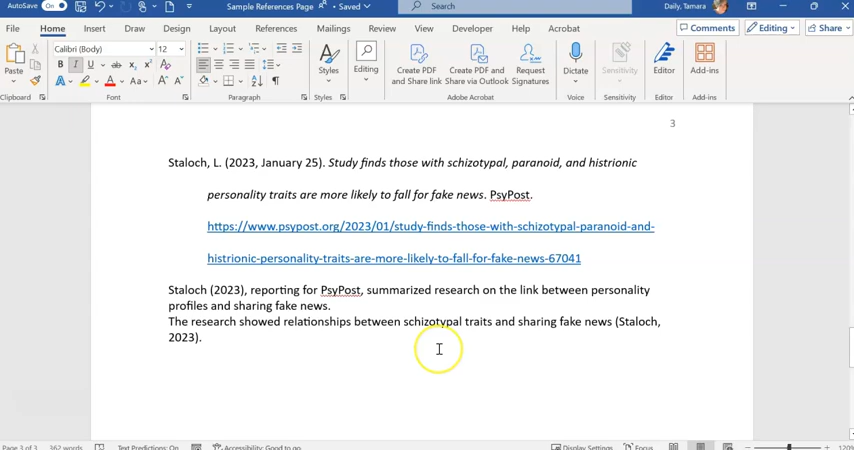 AutoSave On Sample References Page • Saved Search Daily, Tamara
File Home Insert Draw Design Layout References Mailings Review View Developer Help Acrobat Comments Editing Share
Calibri (Body) 12
Paste Styles Editing Create PDF and Share link Create PDF and Share via Outlook Request Signatures Dictate Sensitivity Editor Add-ins
Clipboard Font Paragraph Styles Adobe Acrobat Voice Sensitivity Editor Add-ins
3
Staloch, L. (2023, January 25). Study finds those with schizotypal, paranoid, and histrionic
personality traits are more likely to fall for fake news. PsyPost.
https://www.psypost.org/2023/01/study-finds-those-with-schizotypal-paranoid-and-
histrionic-personality-traits-are-more-likely-to-fall-for-fake-news-67041
Staloch (2023), reporting for PsyPost, summarized research on the link between personality
profiles and sharing fake news.
The research showed relationships between schizotypal traits and sharing fake news (Staloch,
2023).
Page 3 of 3 362 words Text Predictions: On Accessibility: Good to go Display Settings Focus 120%